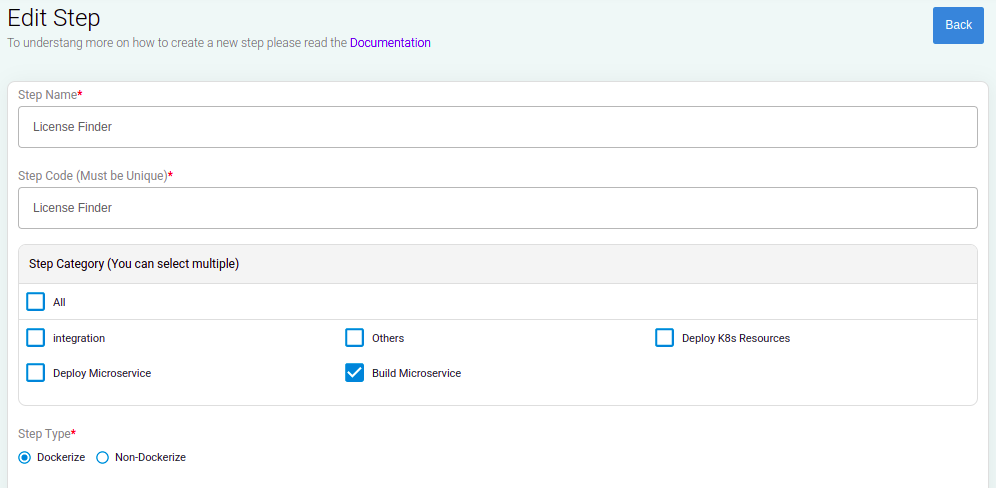 Edit Step
Back
To understang more on how to create a new step please read the Documentation
Step Name*
License Finder
Step Code (Must be Unique)*
License Finder
Step Category (You can select multiple)
All
integration Others Deploy K8s Resources
Deploy Microservice Build Microservice
Step Type*
Dockerize Non-Dockerize